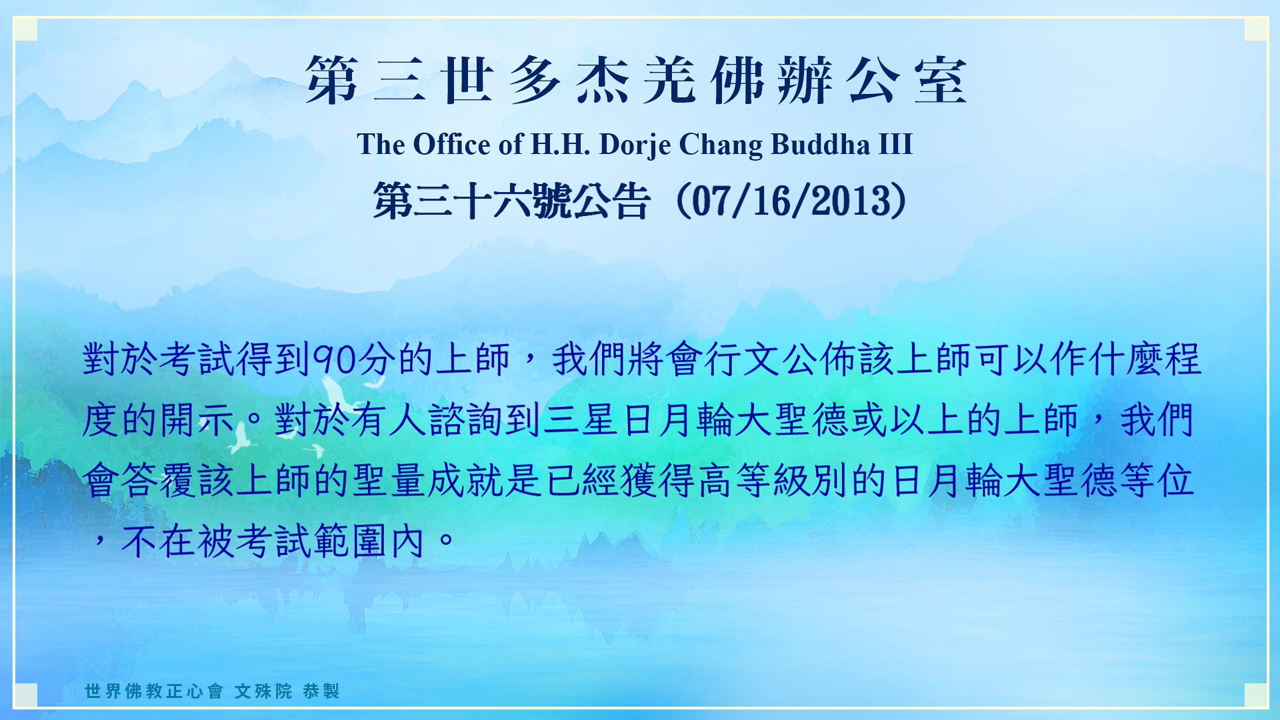 第三世多杰羌佛辦公室
The Office of H.H. Dorje Chang Buddha III
第三十六號公告（07/16/2013）
對於考試得到90分的上師，我們將會行文公佈該上師可以作什麼程
度的開示。對於有人諮詢到三星日月輪大聖德或以上的上師，我們
會答覆該上師的聖量成就是已經獲得高等級別的日月輪大聖德等位
，不在被考試範圍內。
世界佛教正心會 文殊院 恭製